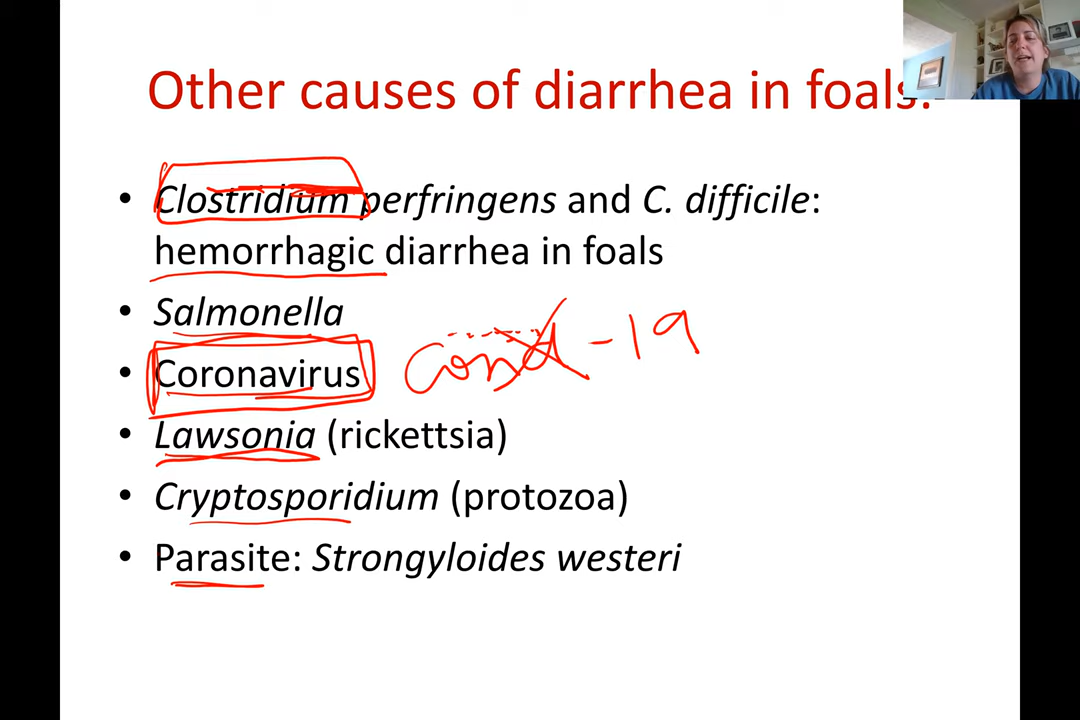 Other causes of diarrhea in foals:
• Clostridium perfringens and C. difficile:
hemorrhagic diarrhea in foals
• Salmonella
• Coronavirus
-19
• Lawsonia (rickettsia)
• Cryptosporidium (protozoa)
• Parasite: Strongyloides westeri